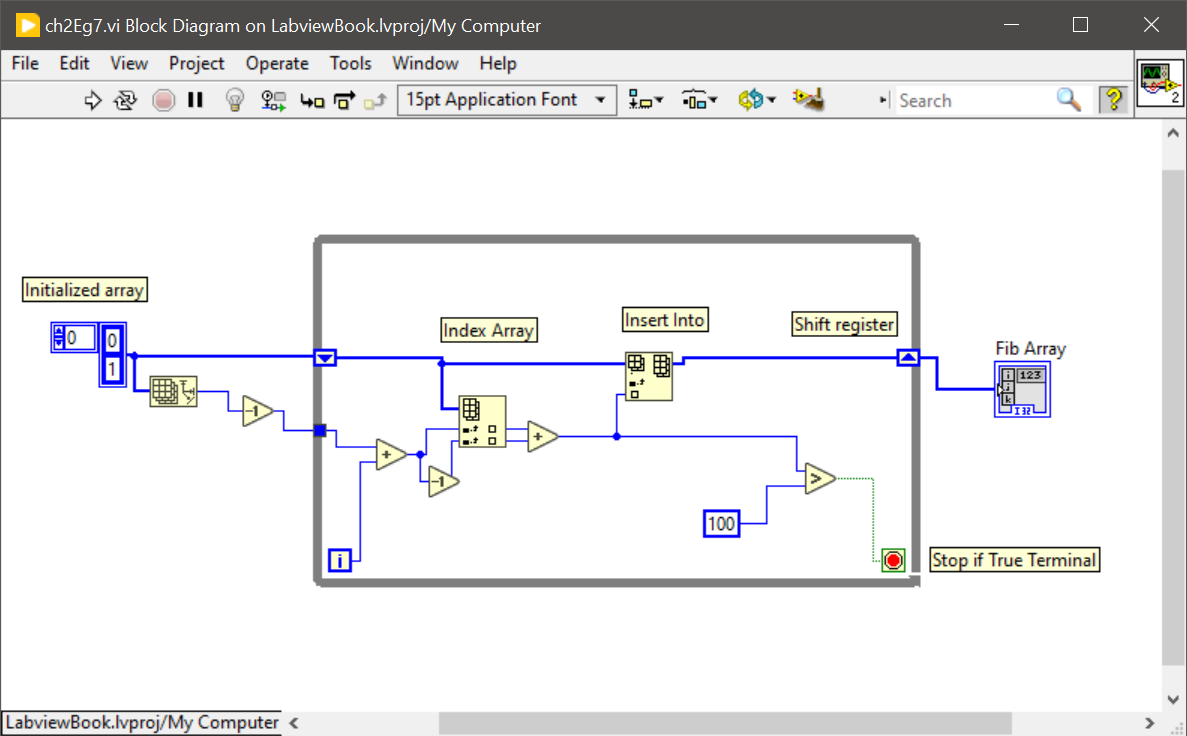 ch2Eg7.vi Block Diagram on LabviewBook.lvproj/My Computer
File Edit View Project Operate Tools Window Help
15pt Application Font
Search
?
2
Initialized array
0
0
1
Index Array
Insert Into
Shift register
Fib Array
i 123
j
k
I32
-1
+
-1
+
>
100
i
Stop if True Terminal
LabviewBook.lvproj/My Computer